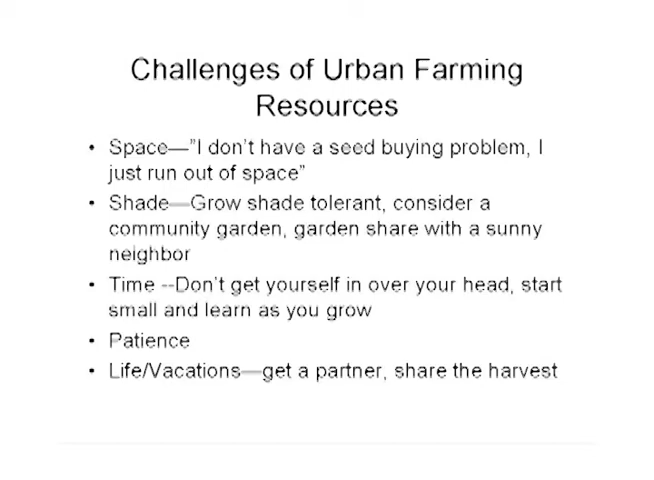 Challenges of Urban Farming
Resources
• Space—”I don’t have a seed buying problem, I
just run out of space”
• Shade—Grow shade tolerant, consider a
community garden, garden share with a sunny
neighbor
• Time --Don’t get yourself in over your head, start
small and learn as you grow
• Patience
• Life/Vacations—get a partner, share the harvest